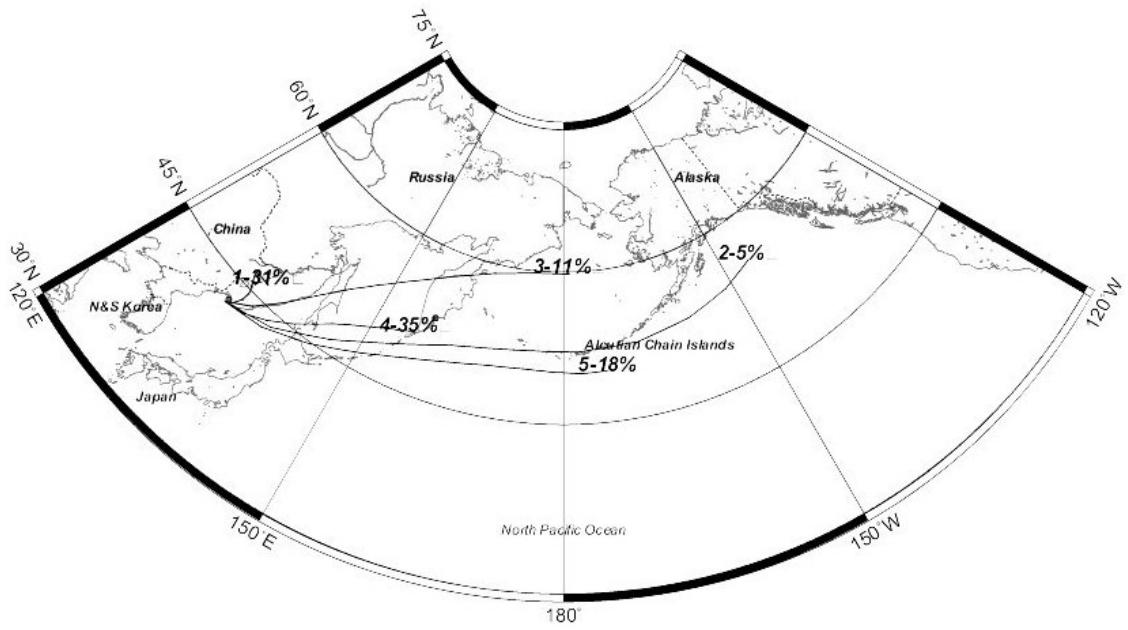 75°N
60°N
45°N
30°N
120°E
150°E
180°
150°W
120°W
Russia
Alaska
China
1-31%
3-11%
2-5%
N&S Korea
4-35%
Aleutian Chain Islands
5-18%
Japan
North Pacific Ocean